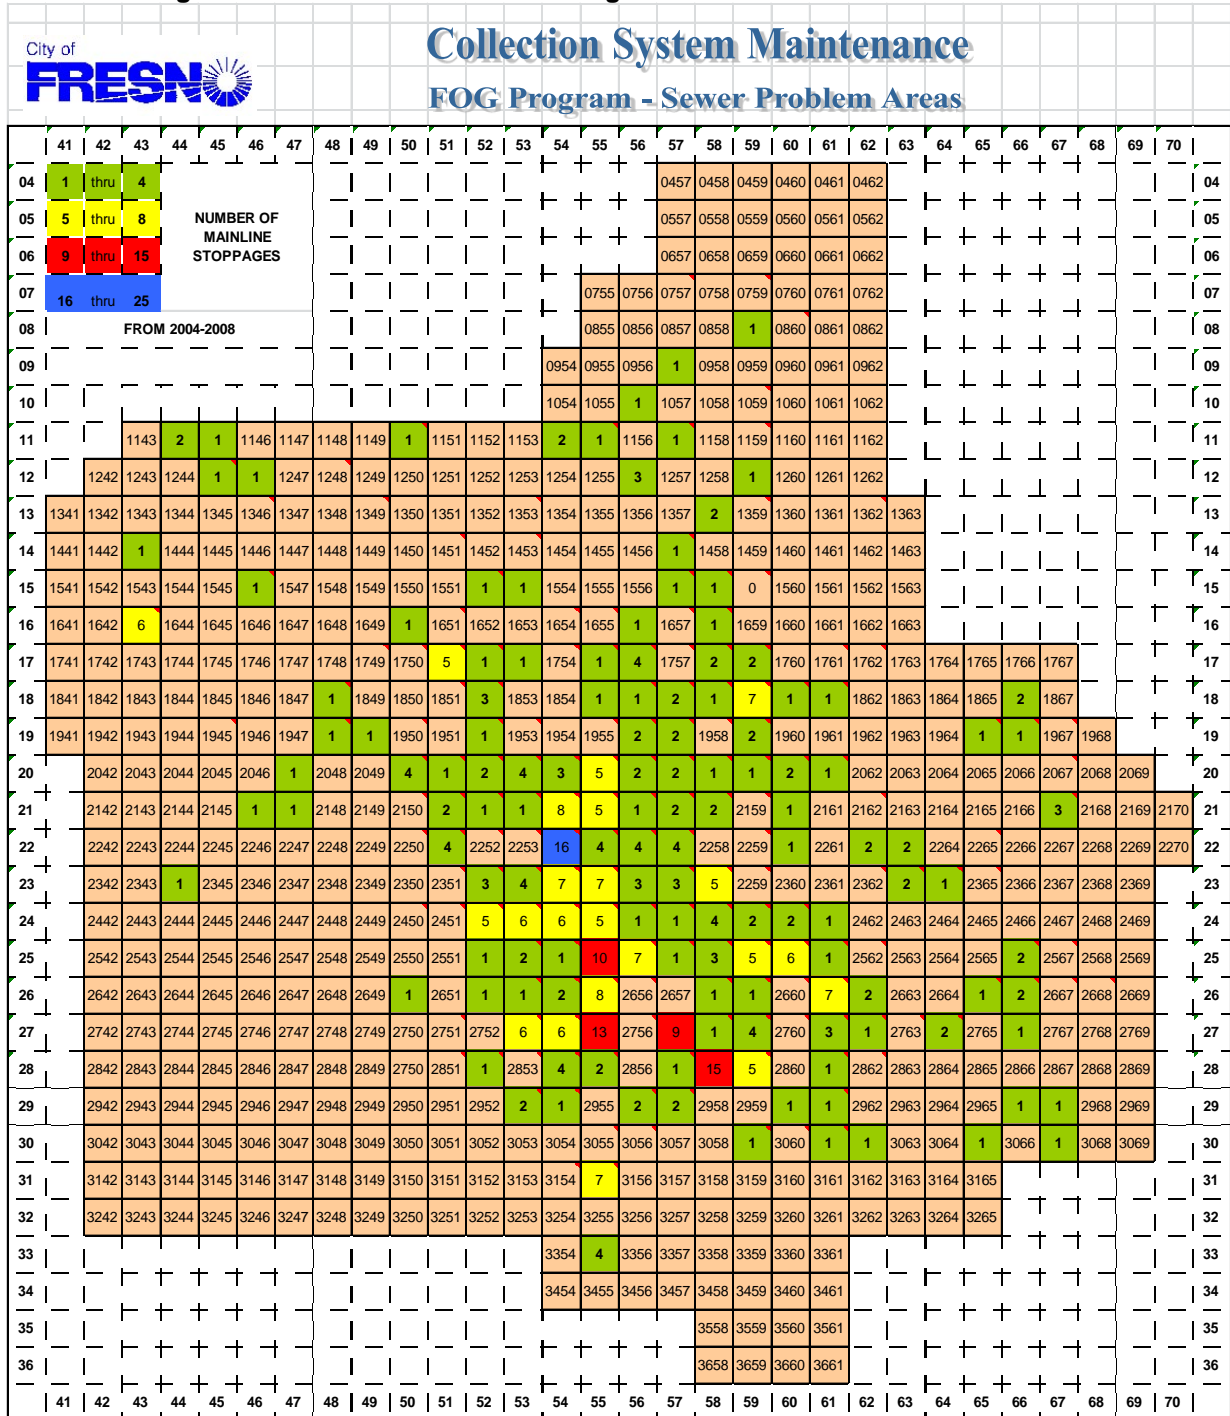 City of
FRESNO
Collection System Maintenance
FOG Program - Sewer Problem Areas
41 42 43 44 45 46 47 48 49 50 51 52 53 54 55 56 57 58 59 60 61 62 63 64 65 66 67 68 69 70
04 1 thru 4 0457 0458 0459 0460 0461 0462 04
05 5 thru 8 NUMBER OF 0557 0558 0559 0560 0561 0562 05
MAINLINE
06 9 thru 15 STOPPAGES 0657 0658 0659 0660 0661 0662 06
07 16 thru 25 0755 0756 0757 0758 0759 0760 0761 0762 07
08 FROM 2004-2008 0855 0856 0857 0858 1 0860 0861 0862 08
09 0954 0955 0956 1 0958 0959 0960 0961 0962 09
10 1054 1055 1 1057 1058 1059 1060 1061 1062 10
11 1143 2 1 1146 1147 1148 1149 1 1151 1152 1153 2 1 1156 1 1158 1159 1160 1161 1162 11
12 1242 1243 1244 1 1 1247 1248 1249 1250 1251 1252 1253 1254 1255 3 1257 1258 1 1260 1261 1262 12
13 1341 1342 1343 1344 1345 1346 1347 1348 1349 1350 1351 1352 1353 1354 1355 1356 1357 2 1359 1360 1361 1362 1363 13
14 1441 1442 1 1444 1445 1446 1447 1448 1449 1450 1451 1452 1453 1454 1455 1456 1 1458 1459 1460 1461 1462 1463 14
15 1541 1542 1543 1544 1545 1 1547 1548 1549 1550 1551 1 1 1554 1555 1556 1 1 0 1560 1561 1562 1563 15
16 1641 1642 6 1644 1645 1646 1647 1648 1649 1 1651 1652 1653 1654 1655 1 1657 1 1659 1660 1661 1662 1663 16
17 1741 1742 1743 1744 1745 1746 1747 1748 1749 1750 5 1 1 1754 1 4 1757 2 2 1760 1761 1762 1763 1764 1765 1766 1767 17
18 1841 1842 1843 1844 1845 1846 1847 1 1849 1850 1851 3 1853 1854 1 1 2 1 7 1 1 1862 1863 1864 1865 2 1867 18
19 1941 1942 1943 1944 1945 1946 1947 1 1 1950 1951 1 1953 1954 1955 2 2 1958 2 1960 1961 1962 1963 1964 1 1 1967 1968 19
20 2042 2043 2044 2045 2046 1 2048 2049 4 1 2 4 3 5 2 2 1 1 2 1 2062 2063 2064 2065 2066 2067 2068 2069 20
21 2142 2143 2144 2145 1 1 2148 2149 2150 2 1 1 8 5 1 2 2 2159 1 2161 2162 2163 2164 2165 2166 3 2168 2169 2170 21
22 2242 2243 2244 2245 2246 2247 2248 2249 2250 4 2252 2253 16 4 4 4 2258 2259 1 2261 2 2 2264 2265 2266 2267 2268 2269 2270 22
23 2342 2343 1 2345 2346 2347 2348 2349 2350 2351 3 4 7 7 3 3 5 2259 2360 2361 2362 2 1 2365 2366 2367 2368 2369 23
24 2442 2443 2444 2445 2446 2447 2448 2449 2450 2451 5 6 6 5 1 1 4 2 2 1 2462 2463 2464 2465 2466 2467 2468 2469 24
25 2542 2543 2544 2545 2546 2547 2548 2549 2550 2551 1 2 1 10 7 1 3 5 6 1 2562 2563 2564 2565 2 2567 2568 2569 25
26 2642 2643 2644 2645 2646 2647 2648 2649 1 2651 1 1 2 8 2656 2657 1 1 2660 7 2 2663 2664 1 2 2667 2668 2669 26
27 2742 2743 2744 2745 2746 2747 2748 2749 2750 2751 2752 6 6 13 2756 9 1 4 2760 3 1 2763 2 2765 1 2767 2768 2769 27
28 2842 2843 2844 2845 2846 2847 2848 2849 2750 2851 1 2853 4 2 2856 1 15 5 2860 1 2862 2863 2864 2865 2866 2867 2868 2869 28
29 2942 2943 2944 2945 2946 2947 2948 2949 2950 2951 2952 2 1 2955 2 2 2958 2959 1 1 2962 2963 2964 2965 1 1 2968 2969 29
30 3042 3043 3044 3045 3046 3047 3048 3049 3050 3051 3052 3053 3054 3055 3056 3057 3058 1 3060 1 1 3063 3064 1 3066 1 3068 3069 30
31 3142 3143 3144 3145 3146 3147 3148 3149 3150 3151 3152 3153 3154 7 3156 3157 3158 3159 3160 3161 3162 3163 3164 3165 31
32 3242 3243 3244 3245 3246 3247 3248 3249 3250 3251 3252 3253 3254 3255 3256 3257 3258 3259 3260 3261 3262 3263 3264 3265 32
33 3354 4 3356 3357 3358 3359 3360 3361 33
34 3454 3455 3456 3457 3458 3459 3460 3461 34
35 3558 3559 3560 3561 35
36 3658 3659 3660 3661 36
41 42 43 44 45 46 47 48 49 50 51 52 53 54 55 56 57 58 59 60 61 62 63 64 65 66 67 68 69 70